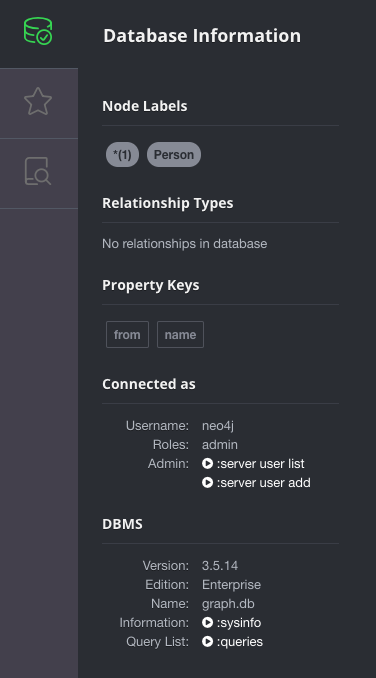 Database Information
Node Labels
*(1) Person
Relationship Types
No relationships in database
Property Keys
from name
Connected as
Username: neo4j
Roles: admin
Admin: :server user list
:server user add
DBMS
Version: 3.5.14
Edition: Enterprise
Name: graph.db
Information: :sysinfo
Query List: :queries